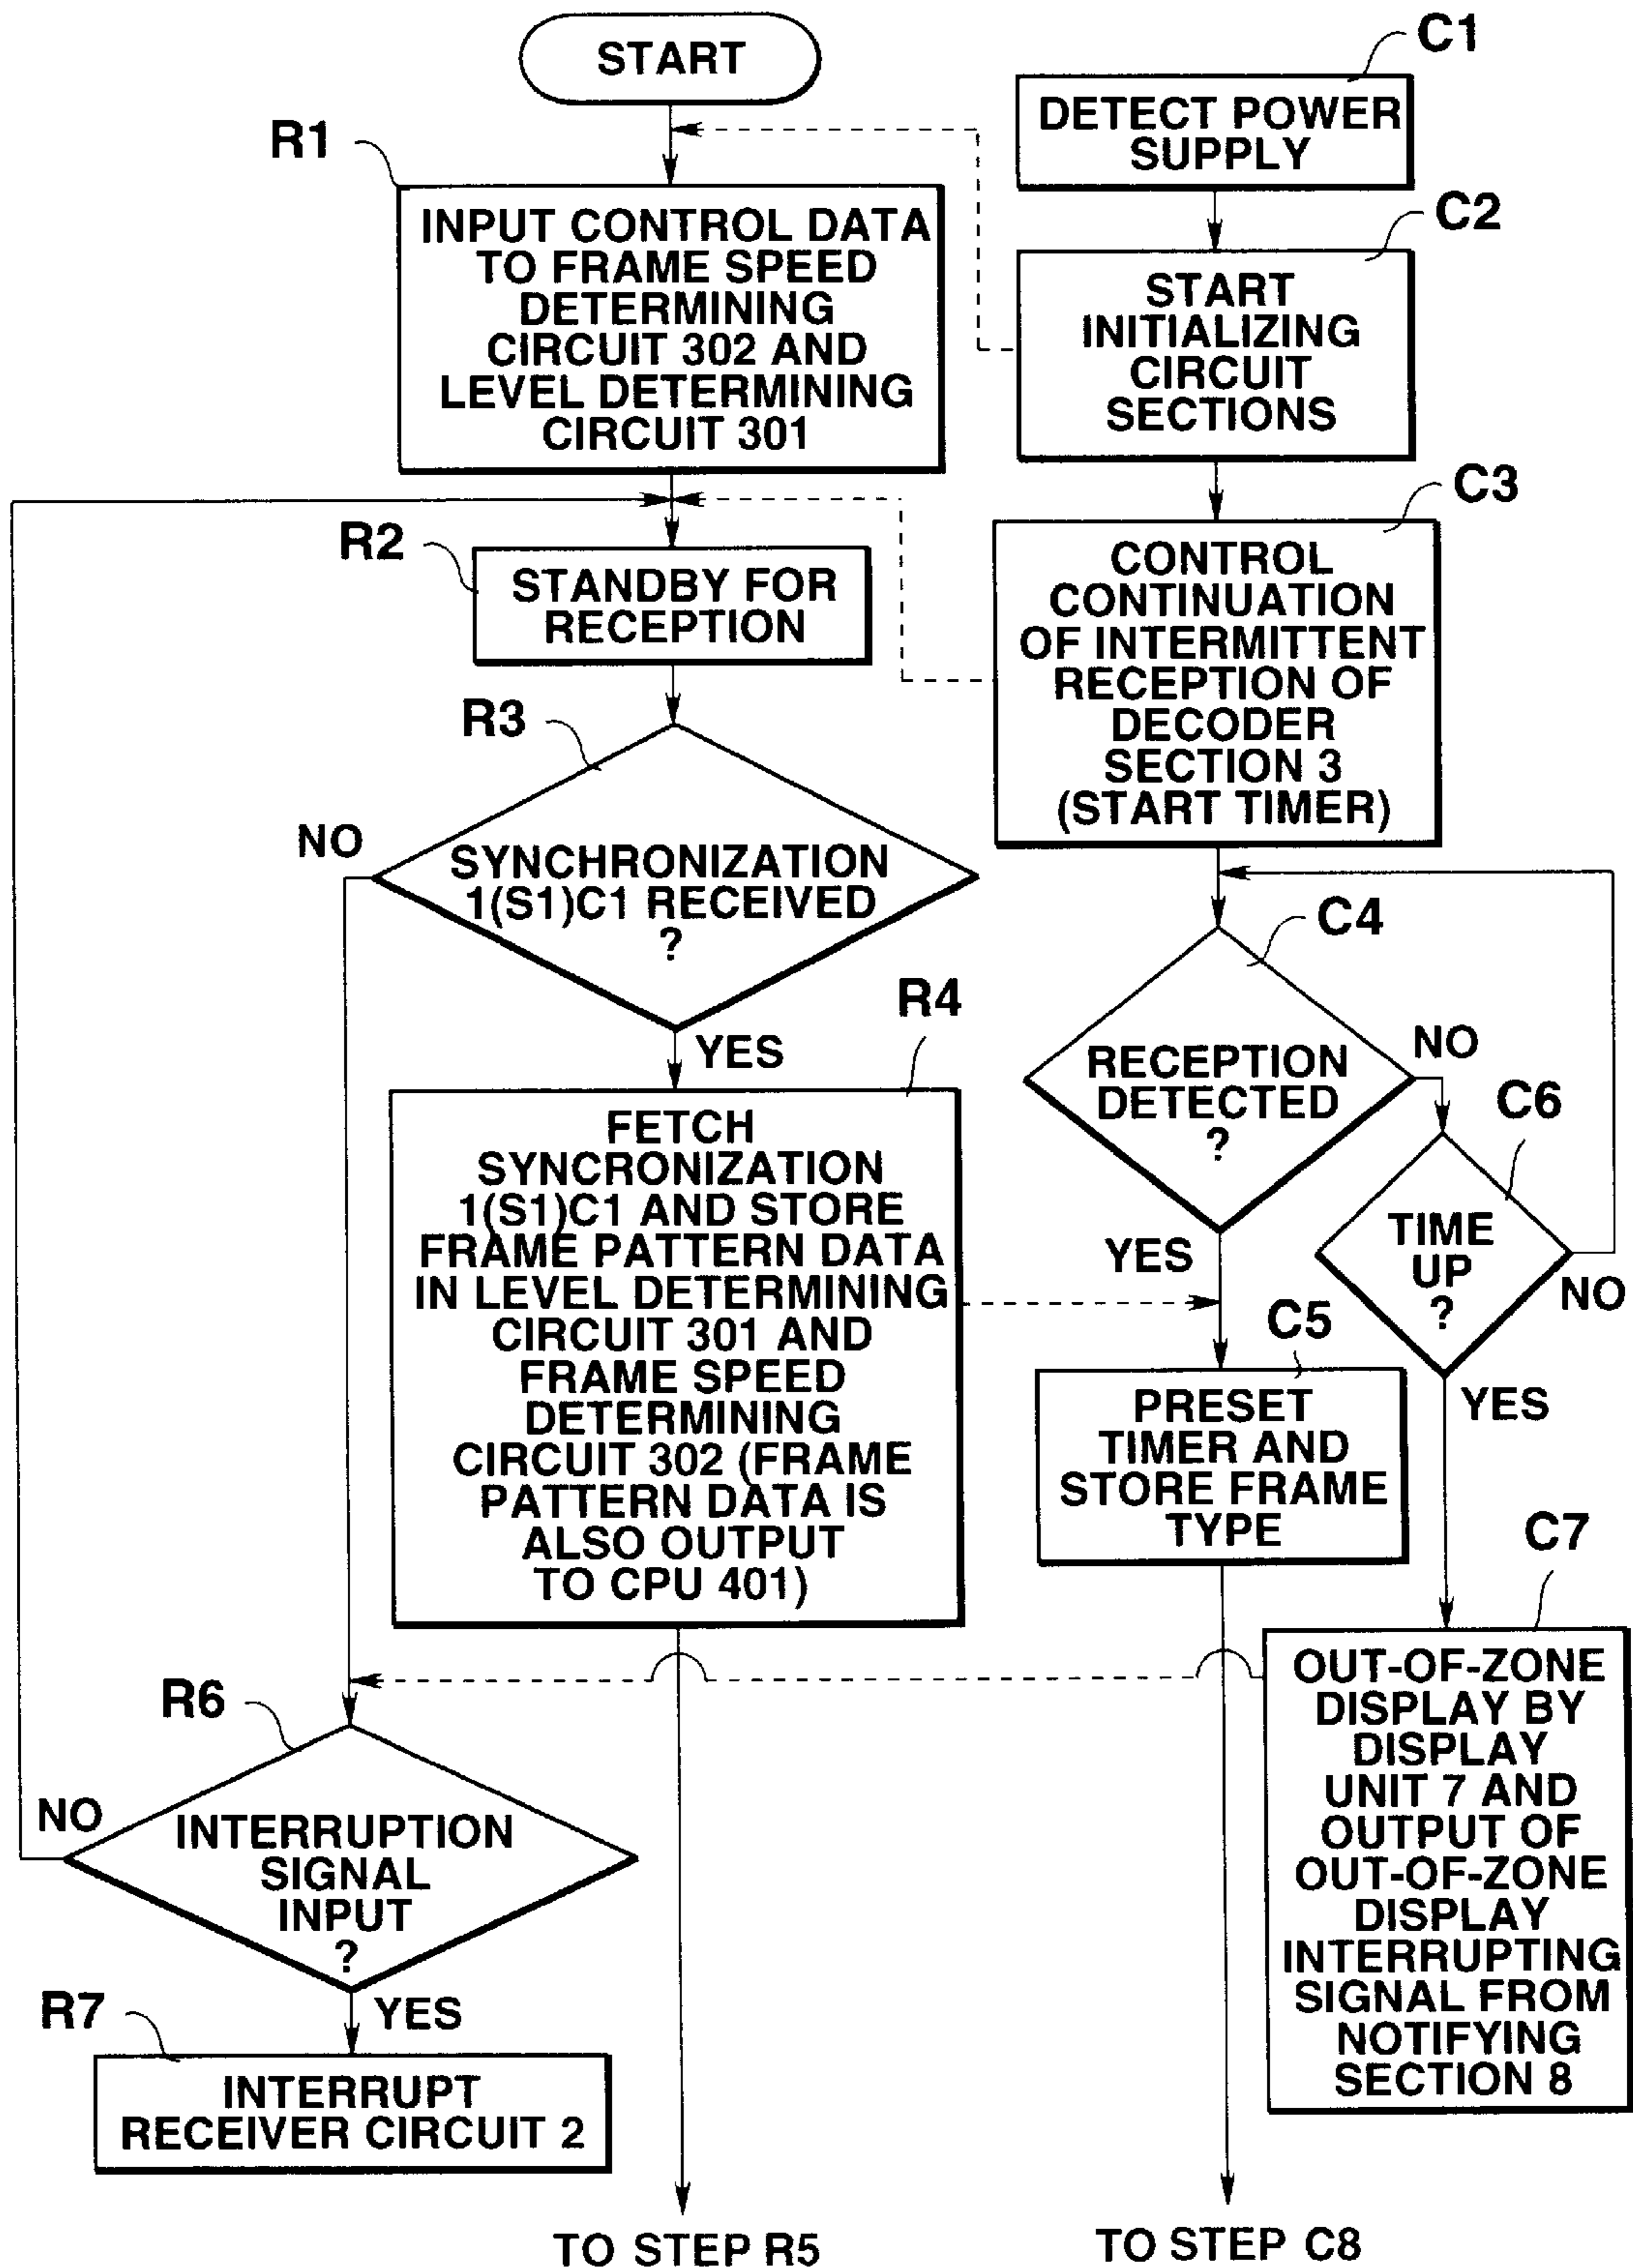 START
R1
INPUT CONTROL DATA
TO FRAME SPEED
DETERMINING
CIRCUIT 302 AND
LEVEL DETERMINING
CIRCUIT 301
R2
STANDBY FOR
RECEPTION
R3
NO
SYNCHRONIZATION
1(S1)C1 RECEIVED
?
YES
R4
FETCH
SYNCRONIZATION
1(S1)C1 AND STORE
FRAME PATTERN DATA
IN LEVEL DETERMINING
CIRCUIT 301 AND
FRAME SPEED
DETERMINING
CIRCUIT 302 (FRAME
PATTERN DATA IS
ALSO OUTPUT
TO CPU 401)
R6
NO
INTERRUPTION
SIGNAL
INPUT
?
YES
R7
INTERRUPT
RECEIVER CIRCUIT 2
TO STEP R5
C1
DETECT POWER
SUPPLY
C2
START
INITIALIZING
CIRCUIT
SECTIONS
C3
CONTROL
CONTINUATION
OF INTERMITTENT
RECEPTION OF
DECODER
SECTION 3
(START TIMER)
C4
RECEPTION
DETECTED
?
NO
YES
C6
TIME
UP
?
NO
YES
C5
PRESET
TIMER AND
STORE FRAME
TYPE
C7
OUT-OF-ZONE
DISPLAY BY
DISPLAY
UNIT 7 AND
OUTPUT OF
OUT-OF-ZONE
DISPLAY
INTERRUPTING
SIGNAL FROM
NOTIFYING
SECTION 8
TO STEP C8